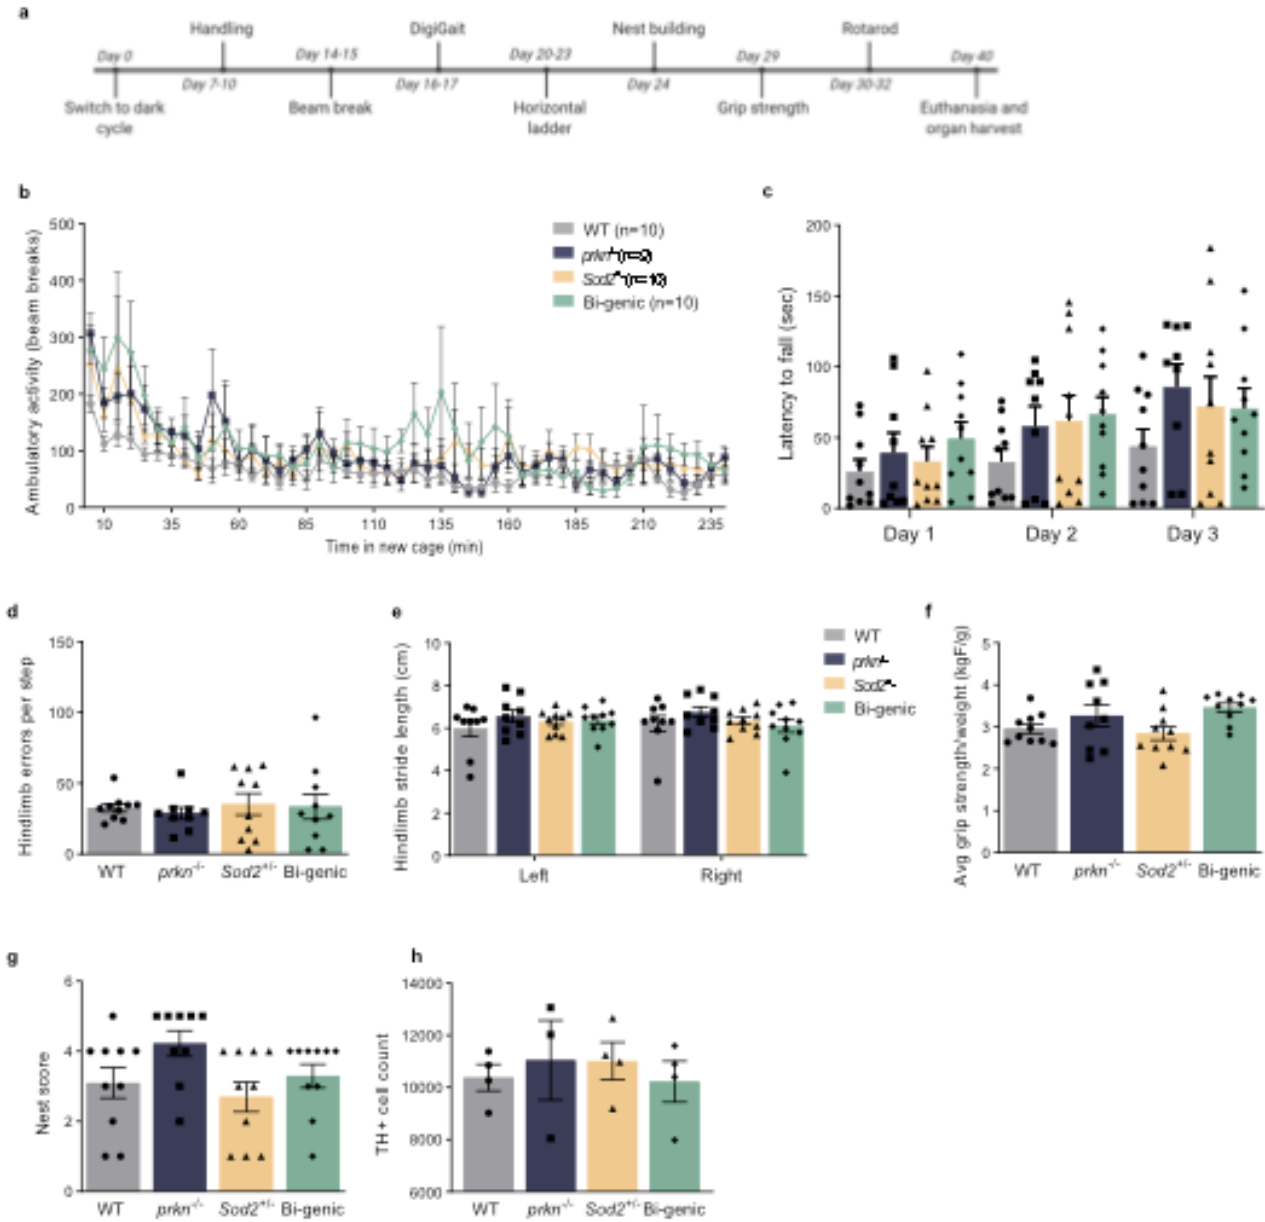 a
Handling DigiGait Nest building Rotarod
Day 0 Day 14-15 Day 20-23 Day 29 Day 40
Day 7-10 Day 16-17 Day 24 Day 30-32
Switch to dark cycle
Beam break
Horizontal ladder
Grip strength
Euthanasia and organ harvest
b
Ambulatory activity (beam breaks)
500
400
300
200
100
0
10 35 60 85 110 135 160 185 210 235
Time in new cage (min)
WT (n=10)
Bi-genic (n=10)
c
Latency to fall (sec)
200
150
100
50
0
Day 1 Day 2 Day 3
d
Hindlimb errors per step
150
100
50
0
WT prkn-/- Sod2+/- Bi-genic
e
Hindlimb stride length (cm)
10
8
6
4
2
0
Left Right
WT
Bi-genic
f
Avg grip strength/weight (kgF/g)
5
4
3
2
1
0
WT prkn-/- Sod2+/- Bi-genic
g
Nest score
6
4
2
0
WT prkn-/- Sod2+/- Bi-genic
h
TH+ cell count
14000
12000
10000
8000
6000
WT prkn-/- Sod2+/- Bi-genic